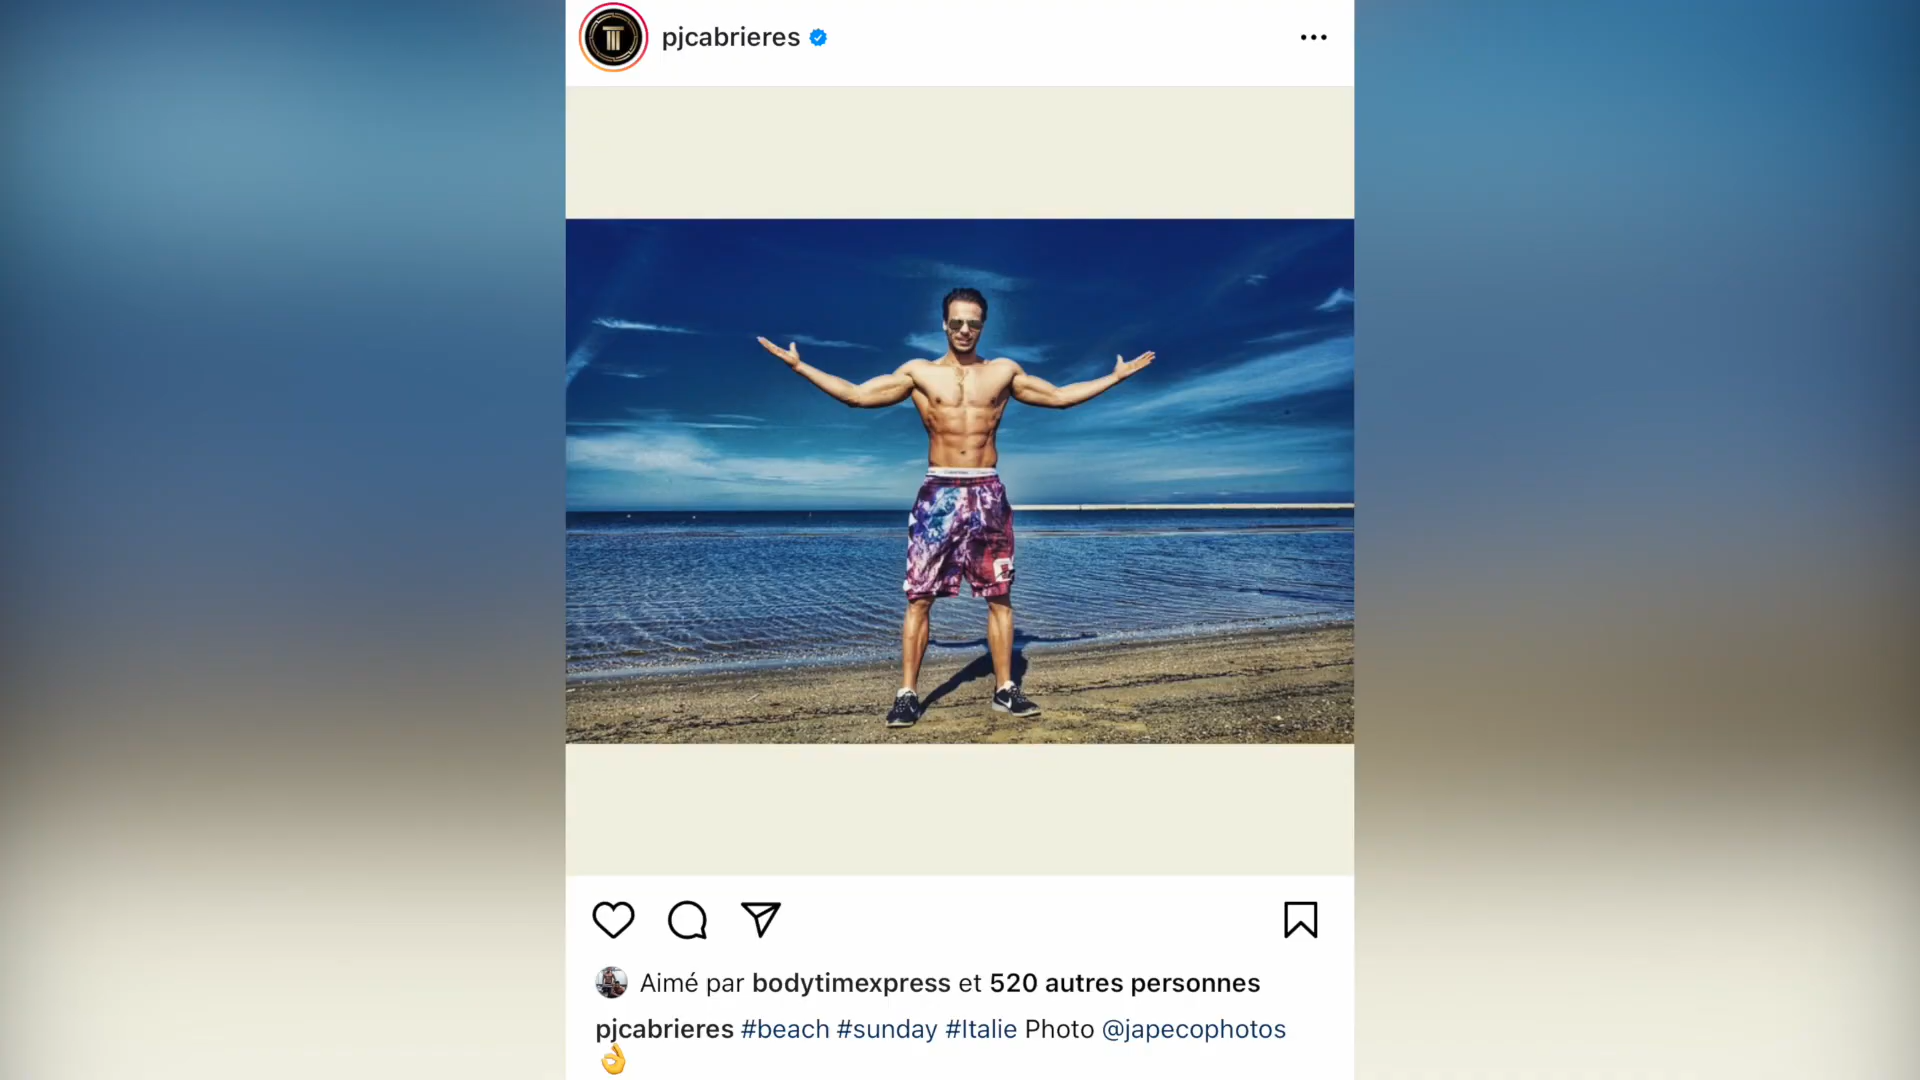 pjcabrieres
Aimé par bodytimexpress et 520 autres personnes
pjcabrieres #beach #sunday #Italie Photo @japecophotos
👌